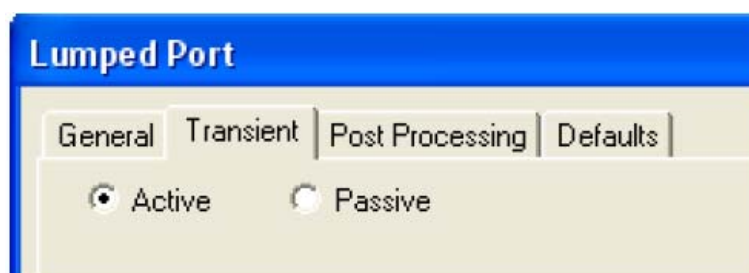 Lumped Port
General Transient Post Processing Defaults
Active Passive